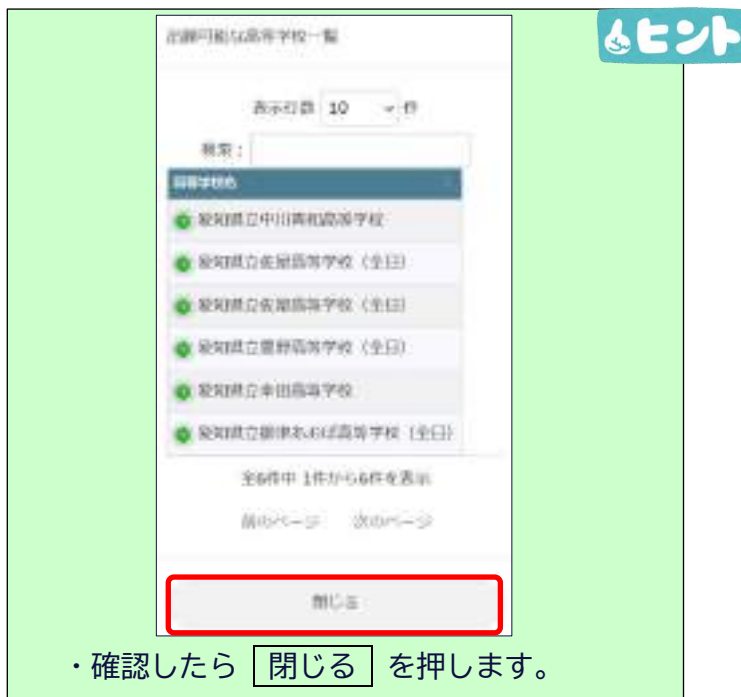 ヒント
出願可能な高等学校一覧
表示行数 10 件
検索：
高等学校名
愛知県立中川青和高等学校
愛知県立佐屋高等学校（全日）
愛知県立佐屋高等学校（全日）
愛知県立豊野高等学校（全日）
愛知県立幸田高等学校
愛知県立御津あおば高等学校（全日）
全6件中 1件から6件を表示
前のページ 次のページ
閉じる
・確認したら 閉じる を押します。